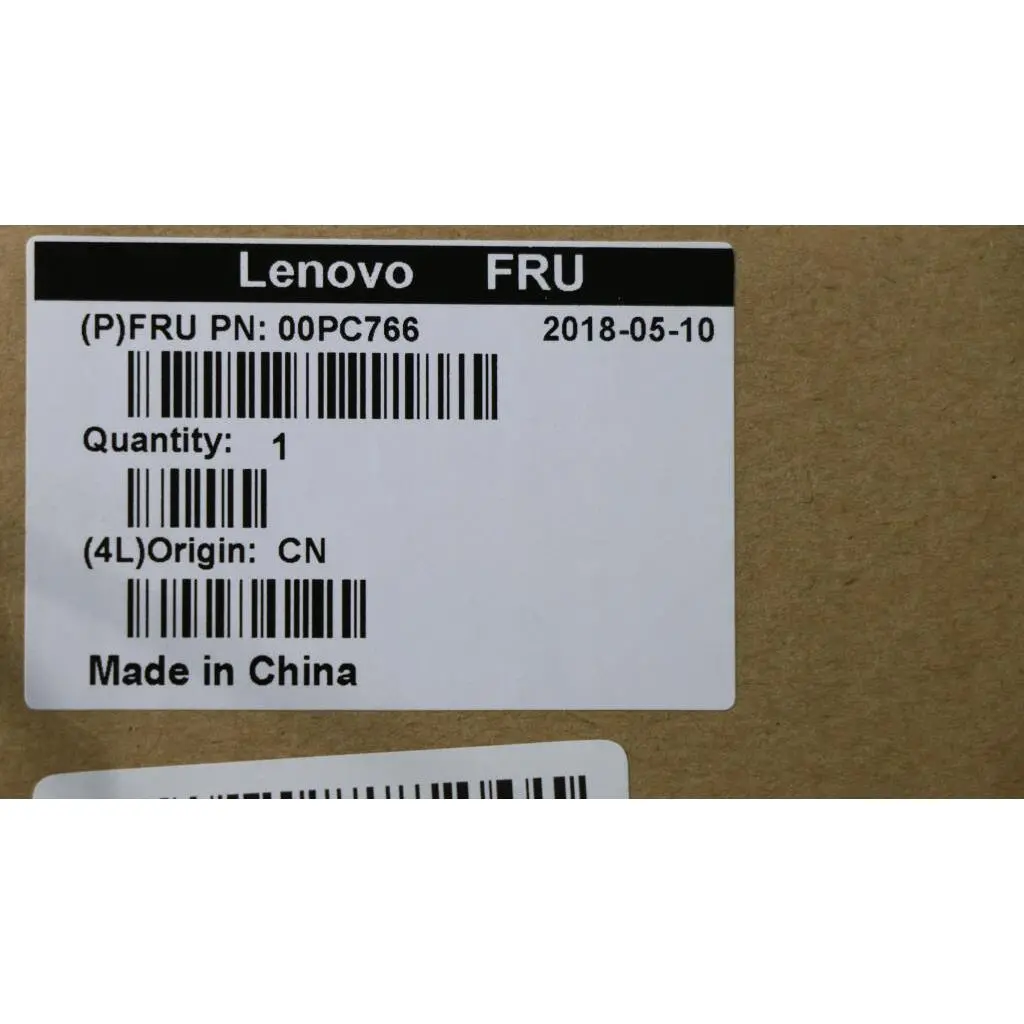 Lenovo FRU
(P)FRU PN: 00PC766 2018-05-10
Quantity: 1
(4L)Origin: CN
Made in China